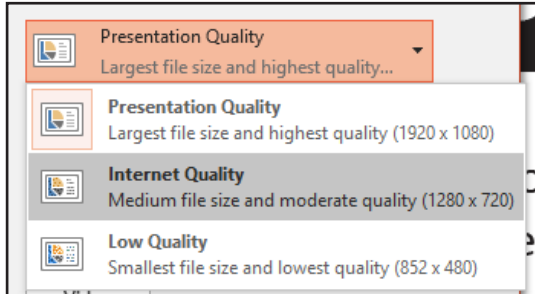 Presentation Quality
Largest file size and highest quality...
Presentation Quality
Largest file size and highest quality (1920 x 1080)
Internet Quality
Medium file size and moderate quality (1280 x 720)
Low Quality
Smallest file size and lowest quality (852 x 480)